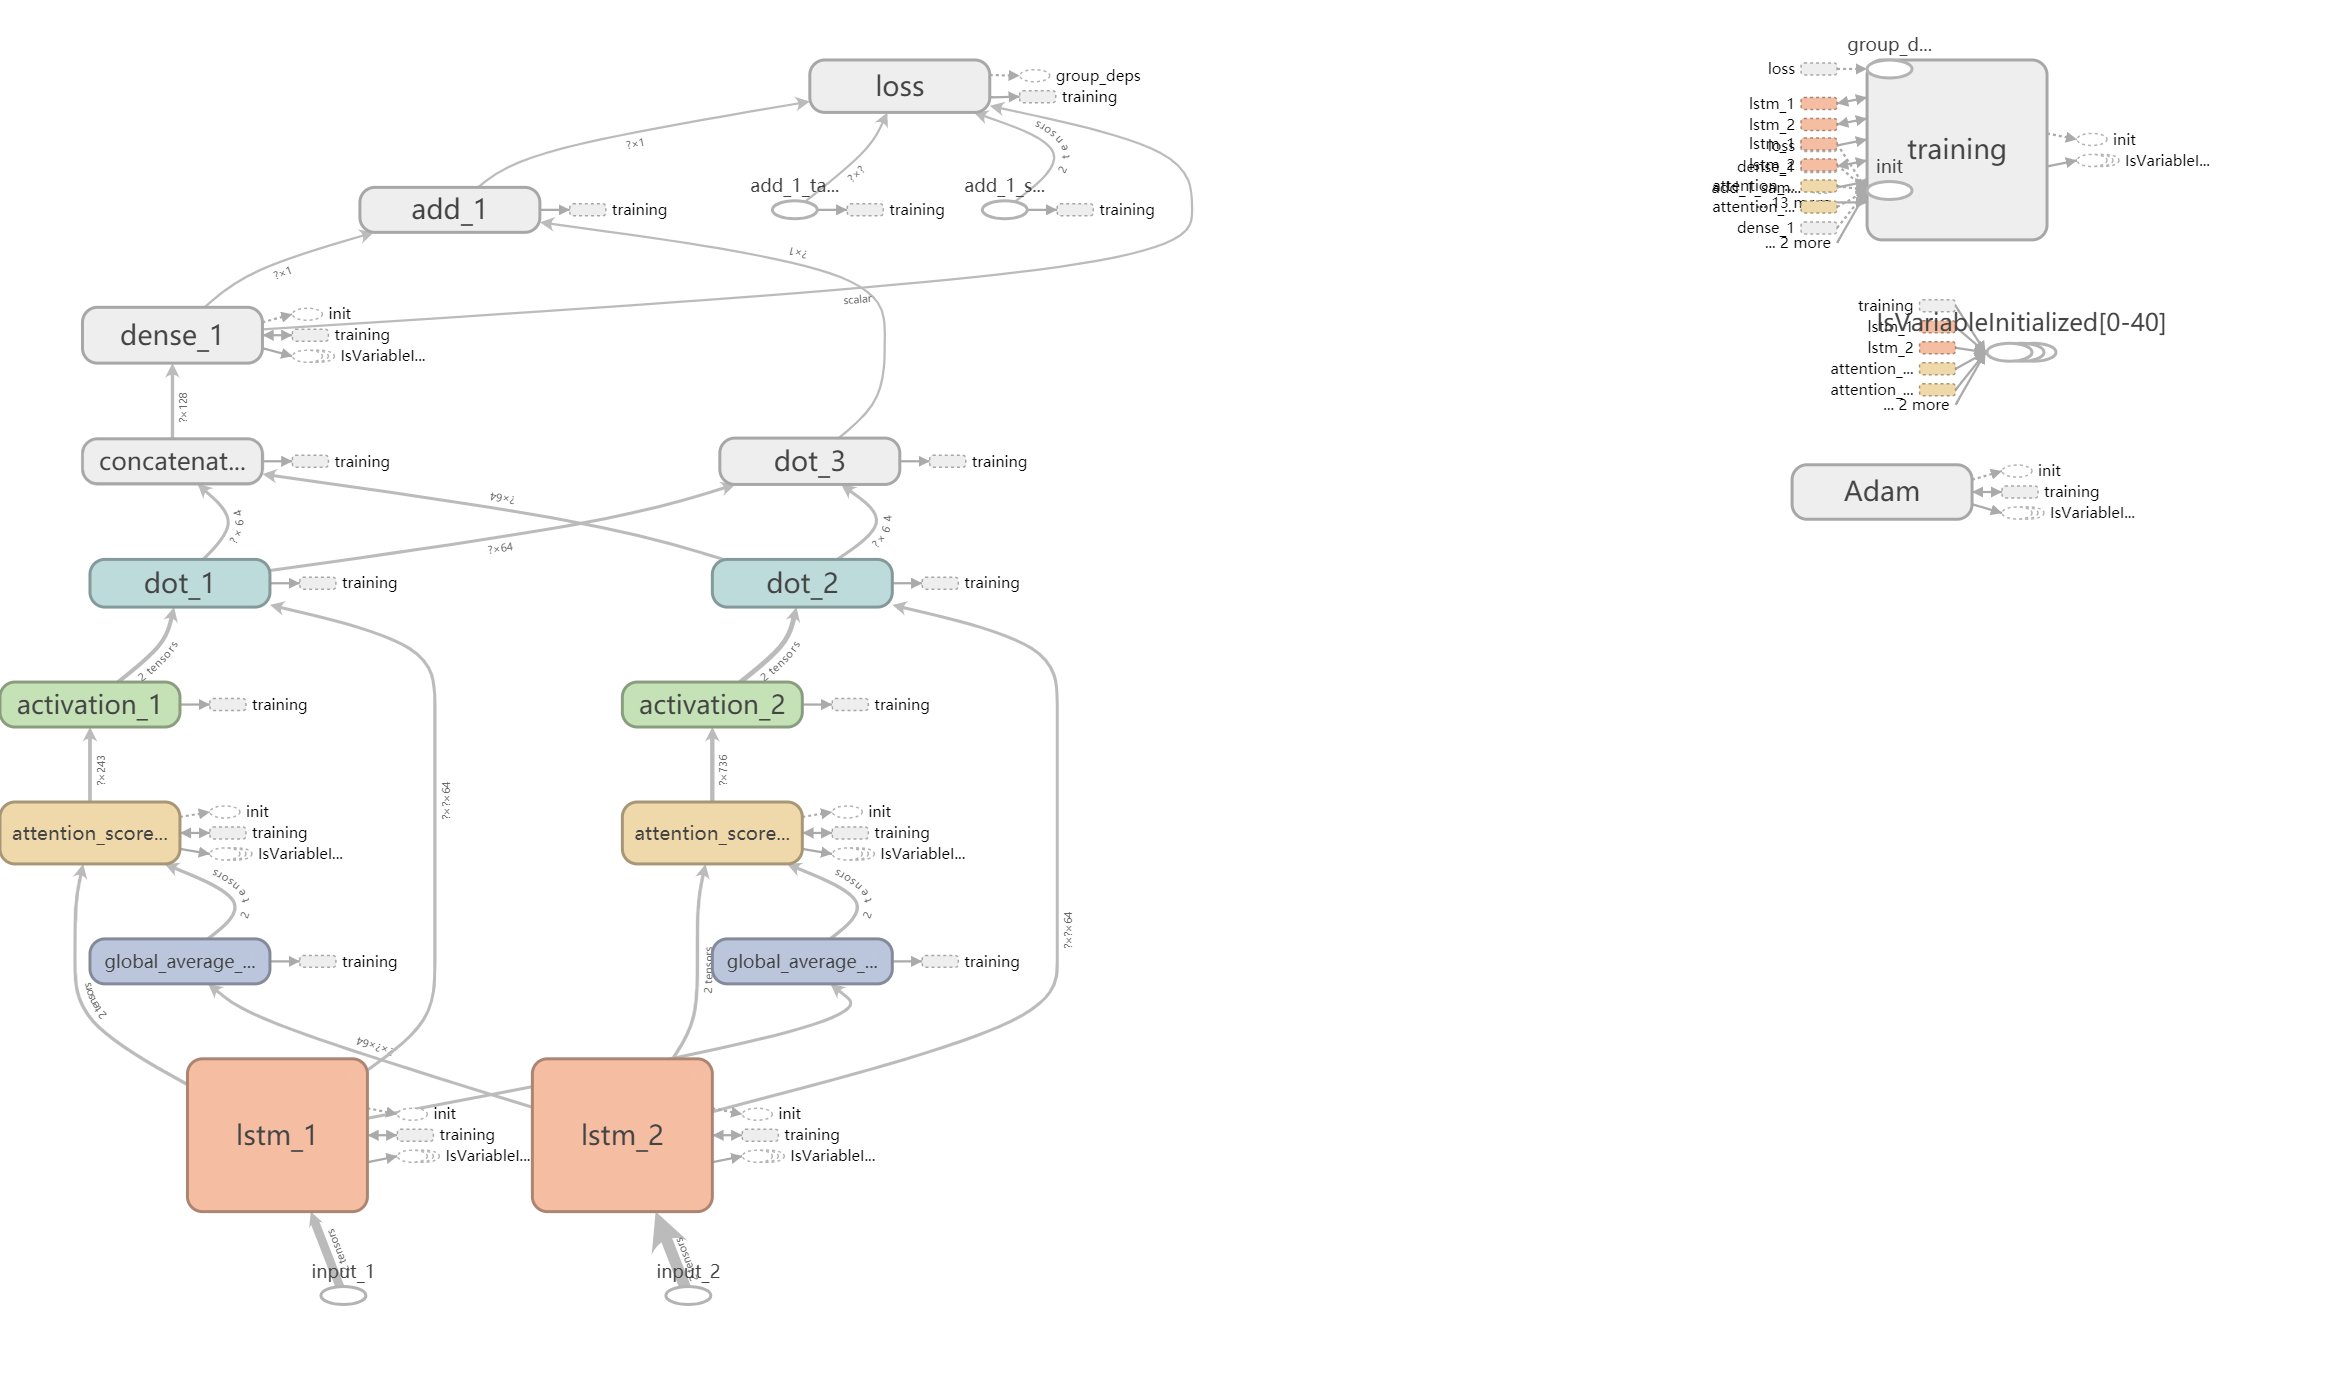 loss
group_deps
training
?×1
add_1_ta...
?×?
training
add_1_s...
2 tensors
training
add_1
training
?×1
?×1
scalar
dense_1
init
training
IsVariableI...
?×128
concatenat...
training
dot_3
training
?×64
?×64
?×64
?×64
dot_1
training
dot_2
training
2 tensors
2 tensors
activation_1
training
activation_2
training
?×243
?×?×64
?×736
?×?×64
attention_score...
init
training
IsVariableI...
attention_score...
init
training
IsVariableI...
2 tensors
2 tensors
global_average_...
training
global_average_...
training
2 tensors
2 tensors
?×?×64
lstm_1
init
training
IsVariableI...
lstm_2
init
training
IsVariableI...
2 tensors
input_1
tensors
input_2
group_d...
loss
lstm_1
lstm_2
lstm_1
loss
lstm_2
dense_1
attention_...
add_1_sam...
attention_...
... 13 more
dense_1
... 2 more
init
training
init
IsVariableI...
IsVariableInitialized[0-40]
training
lstm_1
lstm_2
attention_...
attention_...
... 2 more
Adam
init
training
IsVariableI...